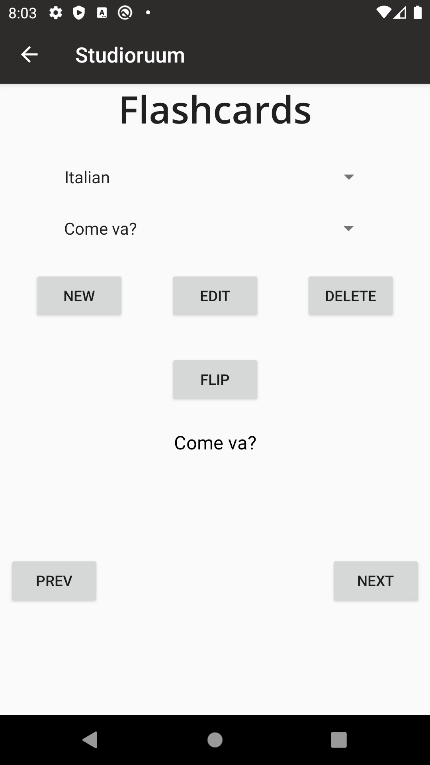 8:03
Studioruum
Flashcards
Italian
Come va?
NEW EDIT DELETE
FLIP
Come va?
PREV NEXT